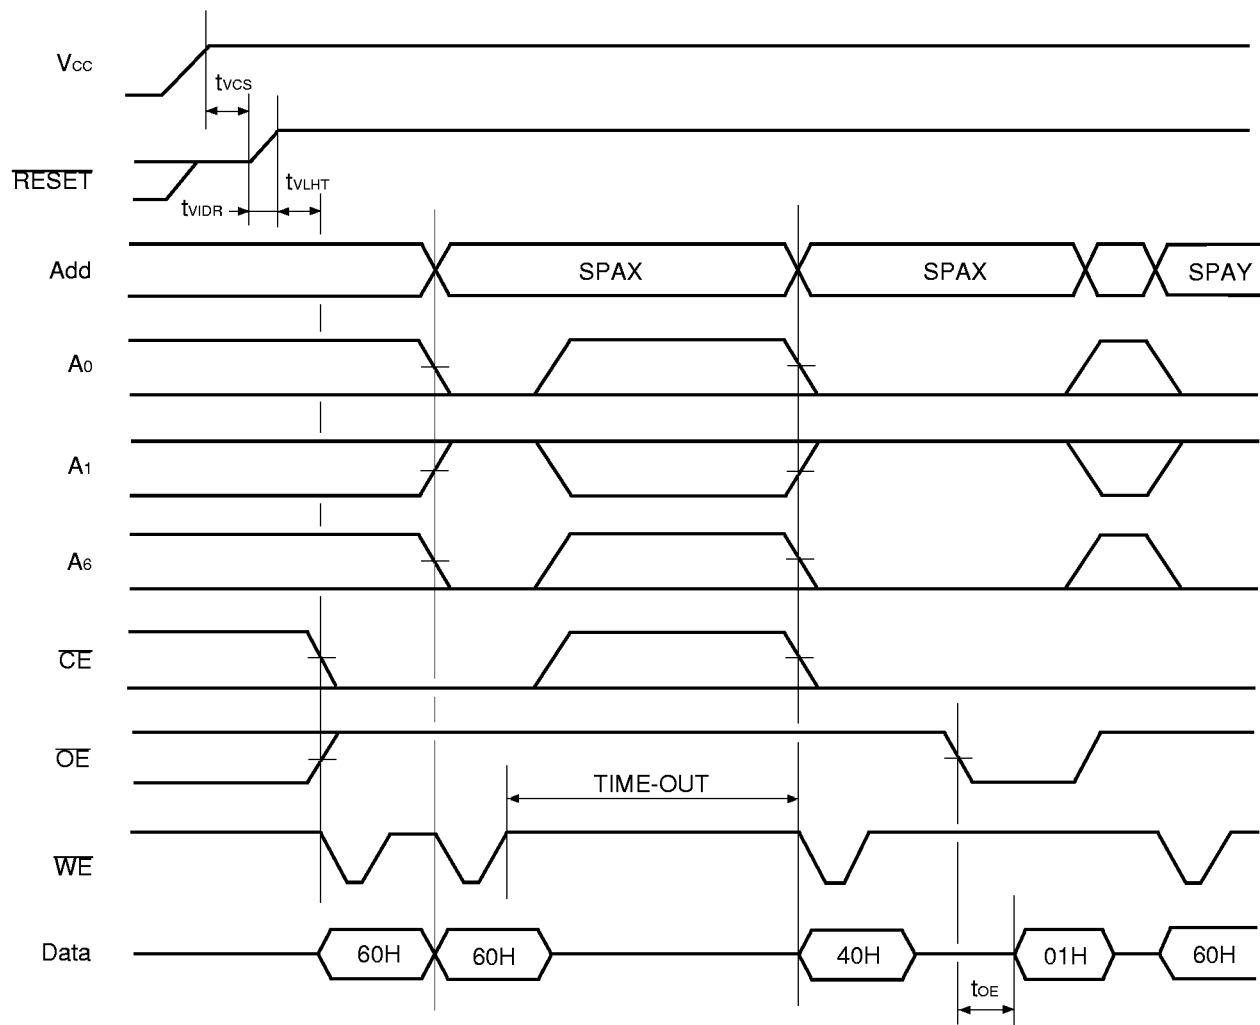 VCC
tVCS
RESET
tVLHT
tVIDR
Add
SPAX
SPAX
SPAY
A0
A1
A6
CE
OE
TIME-OUT
WE
Data
60H
60H
40H
01H
60H
tOE